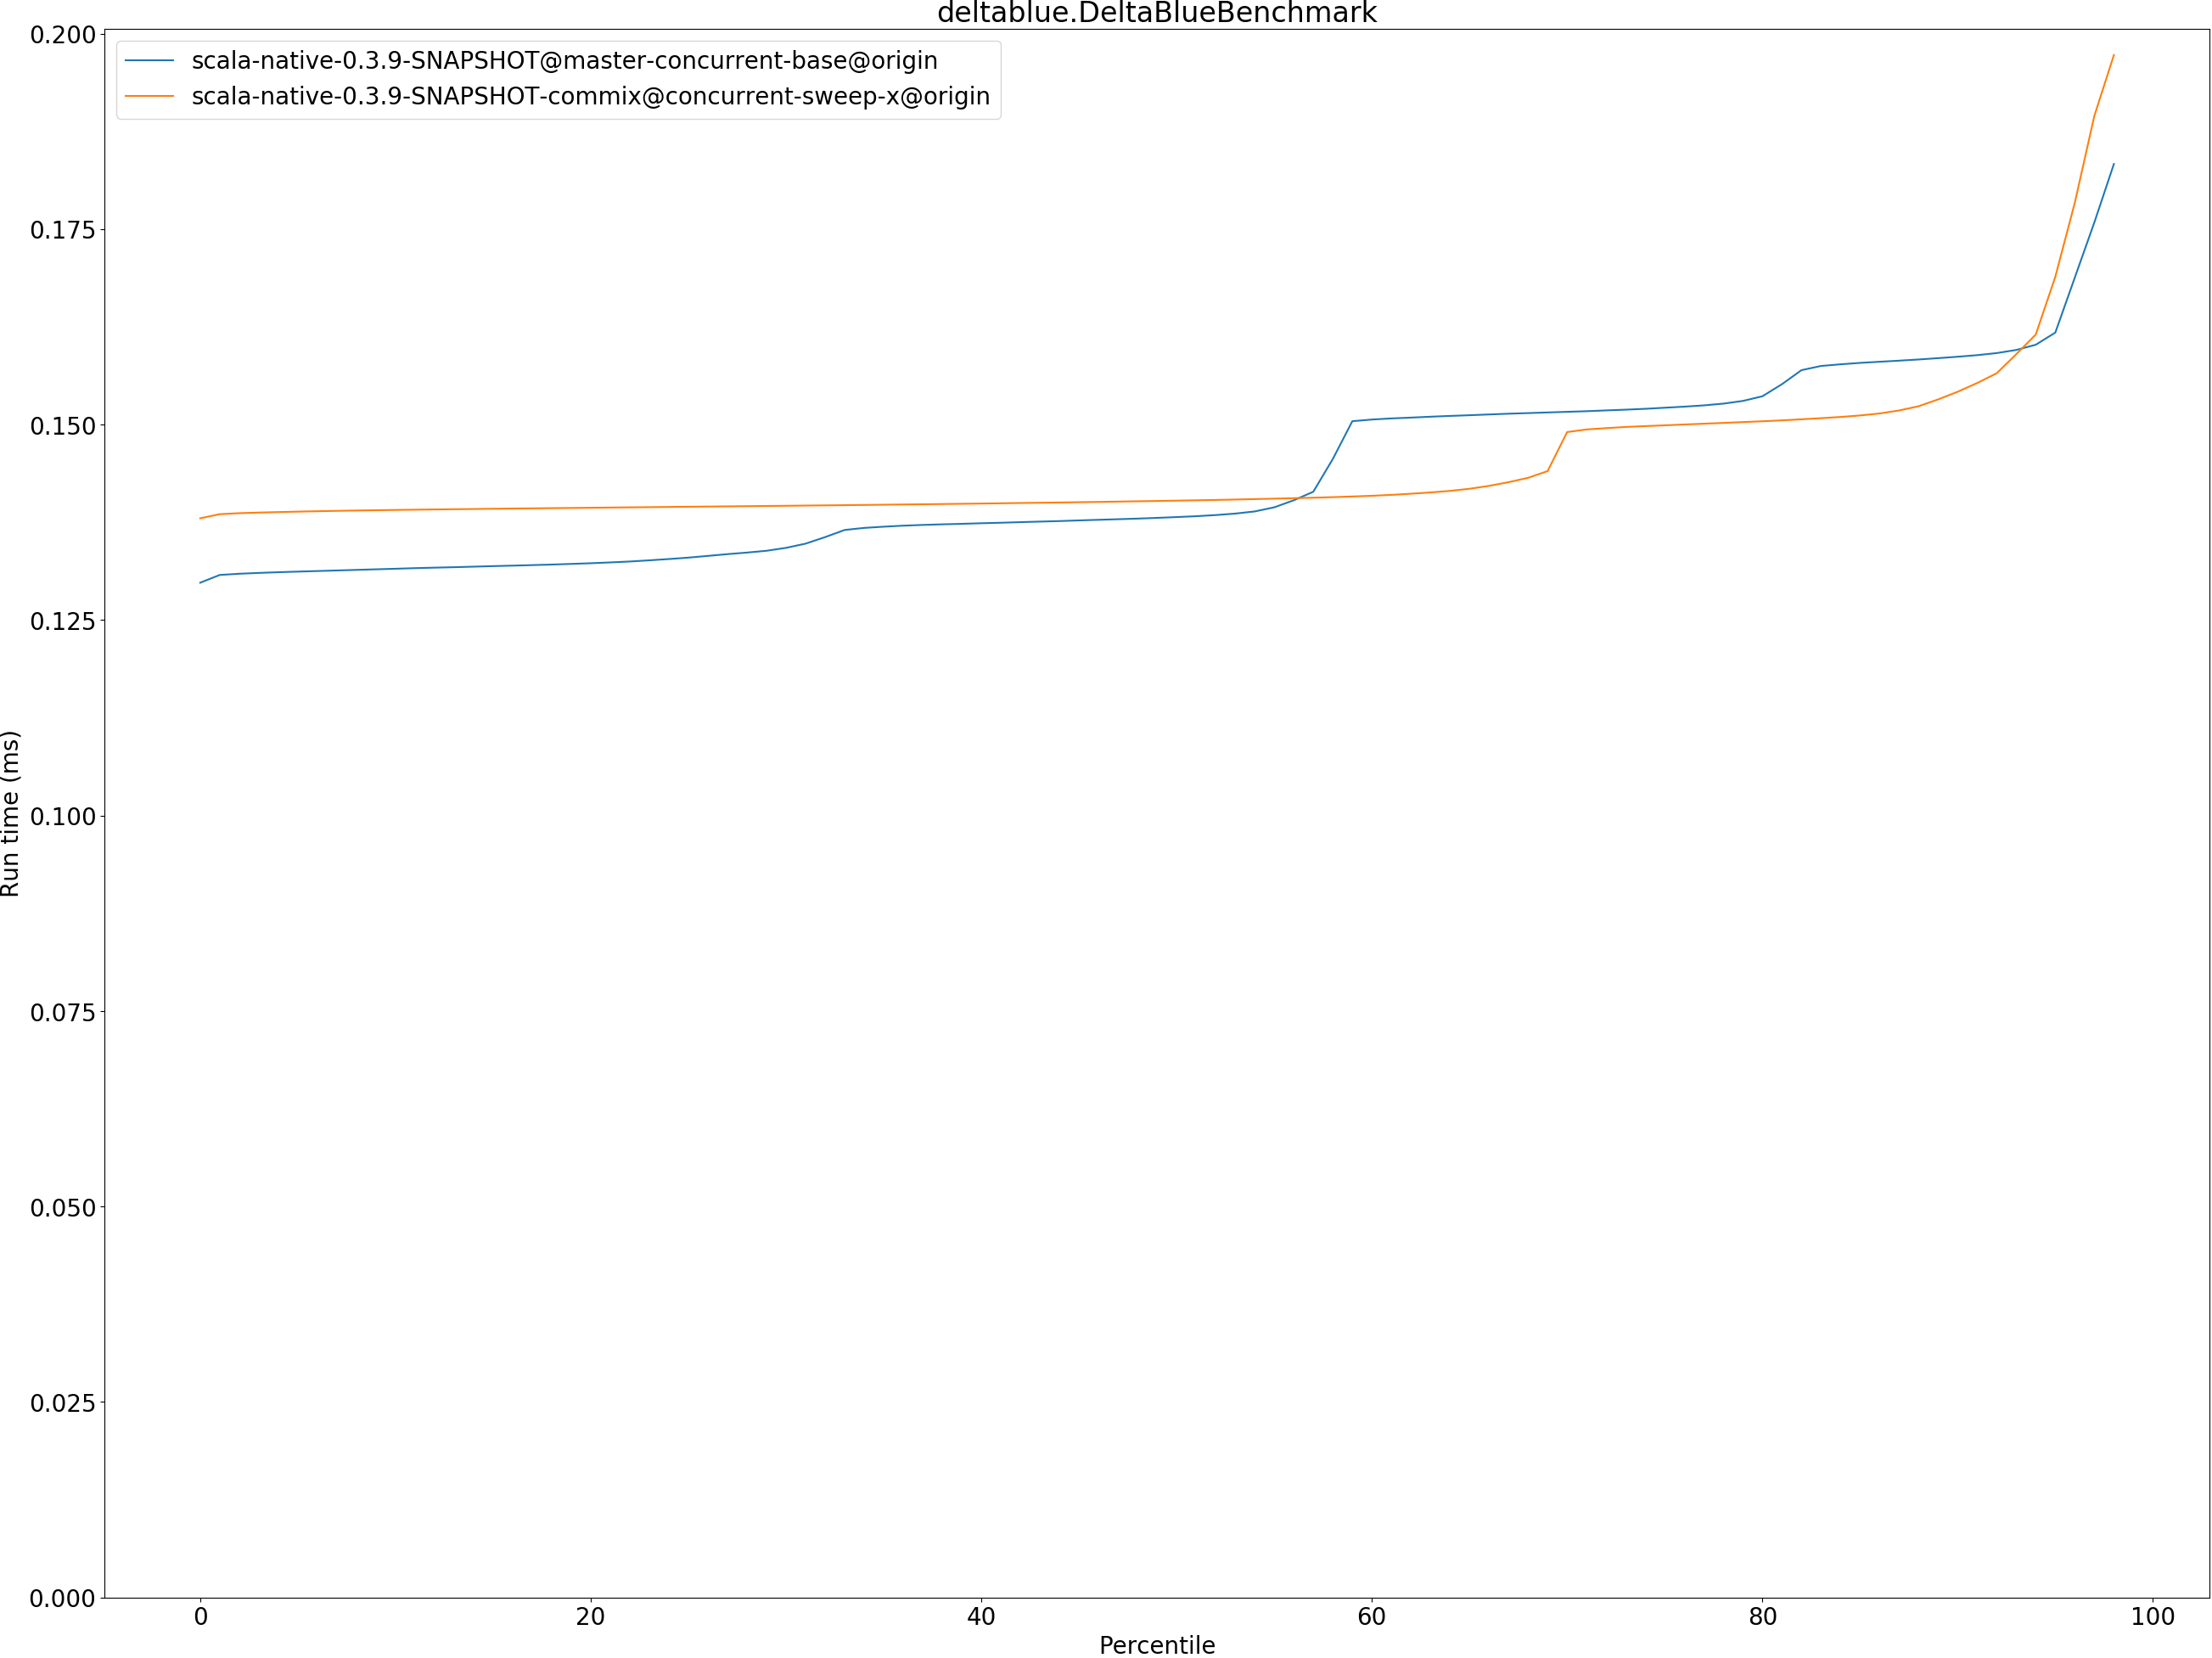 deltablue.DeltaBlueBenchmark
scala-native-0.3.9-SNAPSHOT@master-concurrent-base@origin
scala-native-0.3.9-SNAPSHOT-commix@concurrent-sweep-x@origin
Run time (ms)
0.200
0.175
0.150
0.125
0.100
0.075
0.050
0.025
0.000
0 20 40 60 80 100
Percentile